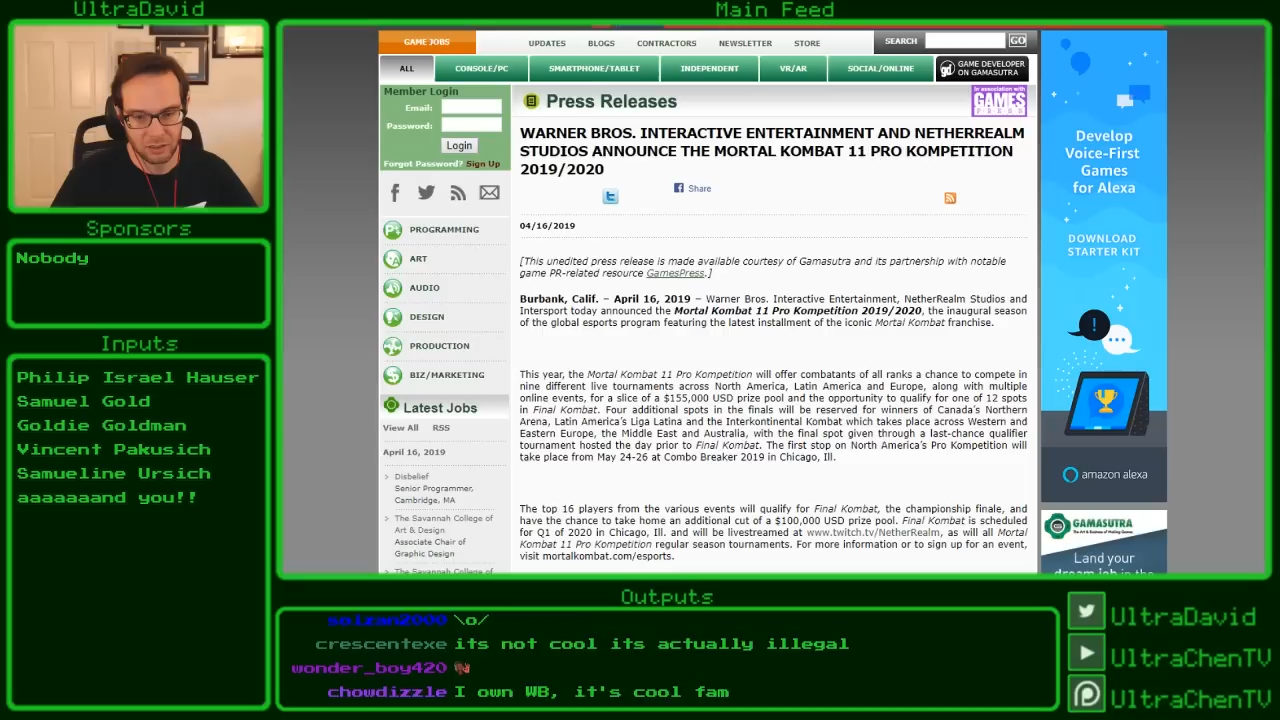 UltraDavid
Main Feed
GAME JOBS
UPDATES
BLOGS
CONTRACTORS
NEWSLETTER
STORE
SEARCH
GO
ALL
CONSOLE/PC
SMARTPHONE/TABLET
INDEPENDENT
VR/AR
SOCIAL/ONLINE
gd GAME DEVELOPER
ON GAMASUTRA
Member Login
Email:
Password:
Login
Forgot Password? Sign Up
PROGRAMMING
ART
AUDIO
DESIGN
PRODUCTION
BIZ/MARKETING
Latest Jobs
View All RSS
April 16, 2019
Disbelief
Senior Programmer,
Cambridge, MA
The Savannah College of
Art & Design
Associate Chair of
Graphic Design
The Savannah College of
Press Releases
in association with
GAMES
PRESS
WARNER BROS. INTERACTIVE ENTERTAINMENT AND NETHERREALM
STUDIOS ANNOUNCE THE MORTAL KOMBAT 11 PRO KOMPETITION
2019/2020
Share
04/16/2019
[This unedited press release is made available courtesy of Gamasutra and its partnership with notable
game PR-related resource GamesPress.]
Burbank, Calif. – April 16, 2019 – Warner Bros. Interactive Entertainment, NetherRealm Studios and
Intersport today announced the Mortal Kombat 11 Pro Kompetition 2019/2020, the inaugural season
of the global esports program featuring the latest installment of the iconic Mortal Kombat franchise.
This year, the Mortal Kombat 11 Pro Kompetition will offer combatants of all ranks a chance to compete in
nine different live tournaments across North America, Latin America and Europe, along with multiple
online events, for a slice of a $155,000 USD prize pool and the opportunity to qualify for one of 12 spots
in Final Kombat. Four additional spots in the finals will be reserved for winners of Canada's Northern
Arena, Latin America's Liga Latina and the Interkontinental Kombat which takes place across Western and
Eastern Europe, the Middle East and Australia, with the final spot given through a last-chance qualifier
tournament hosted the day prior to Final Kombat. The first stop on North America's Pro Kompetition will
take place from May 24-26 at Combo Breaker 2019 in Chicago, Ill.
The top 16 players from the various events will qualify for Final Kombat, the championship finale, and
have the chance to take home an additional cut of a $100,000 USD prize pool. Final Kombat is scheduled
for Q1 of 2020 in Chicago, Ill. and will be livestreamed at www.twitch.tv/NetherRealm, as will all Mortal
Kombat 11 Pro Kompetition regular season tournaments. For more information or to sign up for an event,
visit mortalkombat.com/esports.
Develop
Voice-First
Games
for Alexa
DOWNLOAD
STARTER KIT
amazon alexa
GAMASUTRA
The Art & Business of Making Games
Land your
dream job in the
Sponsors
Nobody
Inputs
Philip Israel Hauser
Samuel Gold
Goldie Goldman
Vincent Pakusich
Samueline Ursich
aaaaaaand you!!
Outputs
soizan2000 \o/
crescentexe its not cool its actually illegal
wonder_boy420
chowdizzle I own WB, it's cool fam
UltraDavid
UltraChenTV
UltraChenTV